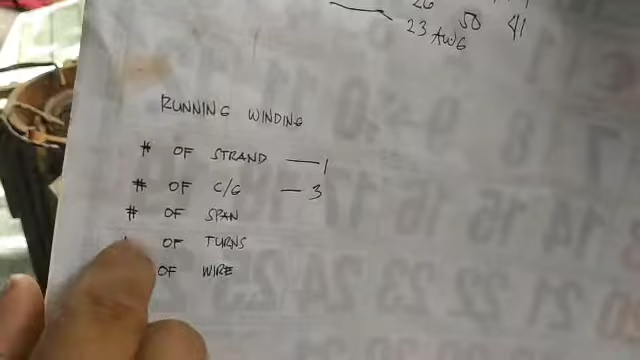 26 50 41
23 AWG
RUNNING WINDING
# OF STRAND — 1
# OF C/G — 3
# OF SPAN
OF TURNS
OF WIRE